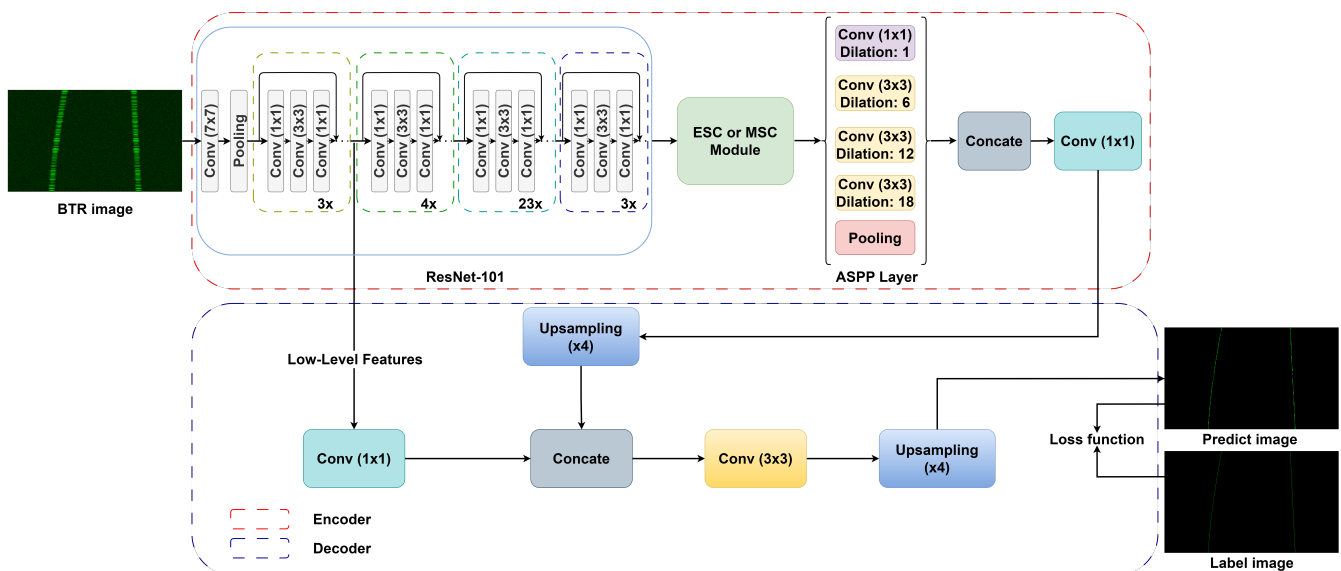 BTR image
Conv (7x7)
Pooling
Conv (1x1)
Conv (3x3)
Conv (1x1)
3x
Conv (1x1)
Conv (3x3)
Conv (1x1)
4x
Conv (1x1)
Conv (3x3)
Conv (1x1)
23x
Conv (1x1)
Conv (3x3)
Conv (1x1)
3x
ResNet-101
ESC or MSC
Module
Conv (1x1)
Dilation: 1
Conv (3x3)
Dilation: 6
Conv (3x3)
Dilation: 12
Conv (3x3)
Dilation: 18
Pooling
ASPP Layer
Concate
Conv (1x1)
Upsampling
(x4)
Low-Level Features
Conv (1x1)
Concate
Conv (3x3)
Upsampling
(x4)
Loss function
Predict image
Label image
Encoder
Decoder